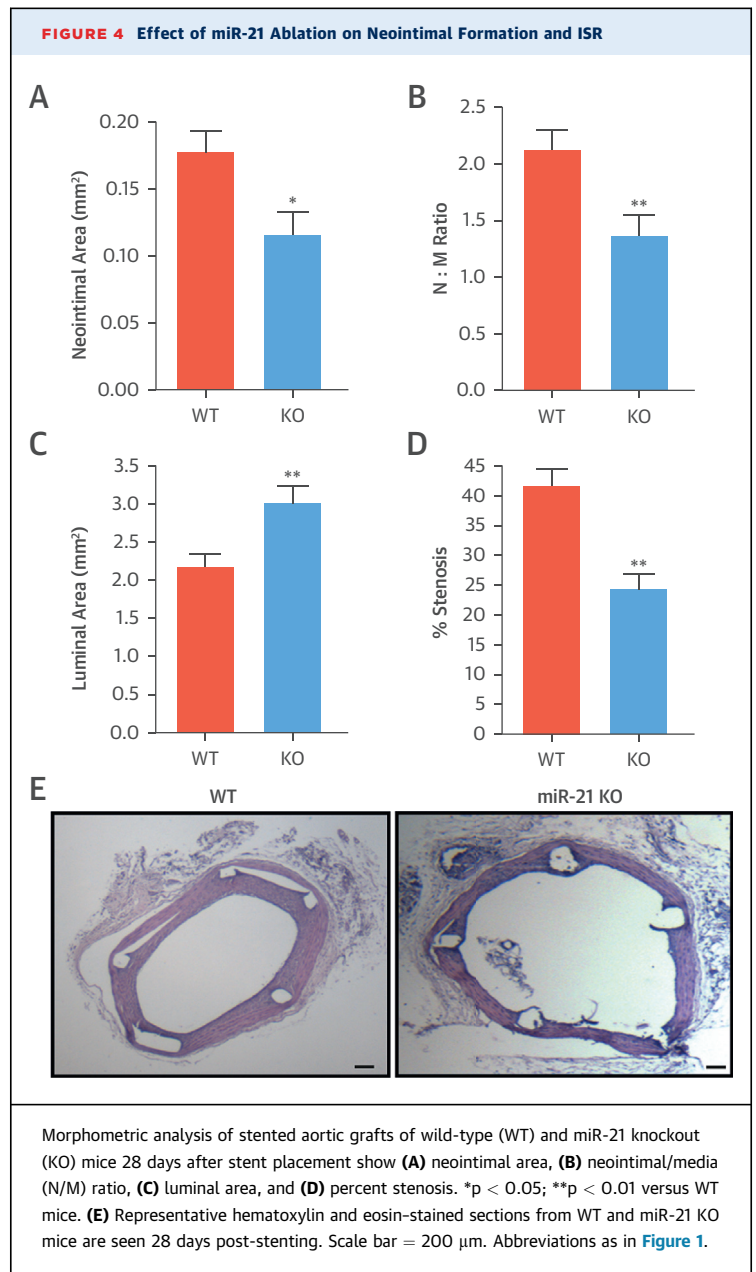 FIGURE 4 Effect of miR-21 Ablation on Neointimal Formation and ISR
A
Neointimal Area (mm²)
0.20
0.15
0.10
0.05
0.00
*
WT
KO
B
N : M Ratio
2.5
2.0
1.5
1.0
0.5
0.0
**
WT
KO
C
Luminal Area (mm²)
3.5
3.0
2.5
2.0
1.5
1.0
0.5
0.0
**
WT
KO
D
% Stenosis
45
40
35
30
25
20
15
10
5
0
**
WT
KO
E
WT
miR-21 KO
Morphometric analysis of stented aortic grafts of wild-type (WT) and miR-21 knockout
(KO) mice 28 days after stent placement show (A) neointimal area, (B) neointimal/media
(N/M) ratio, (C) luminal area, and (D) percent stenosis. *p < 0.05; **p < 0.01 versus WT
mice. (E) Representative hematoxylin and eosin–stained sections from WT and miR-21 KO
mice are seen 28 days post-stenting. Scale bar = 200 μm. Abbreviations as in Figure 1.